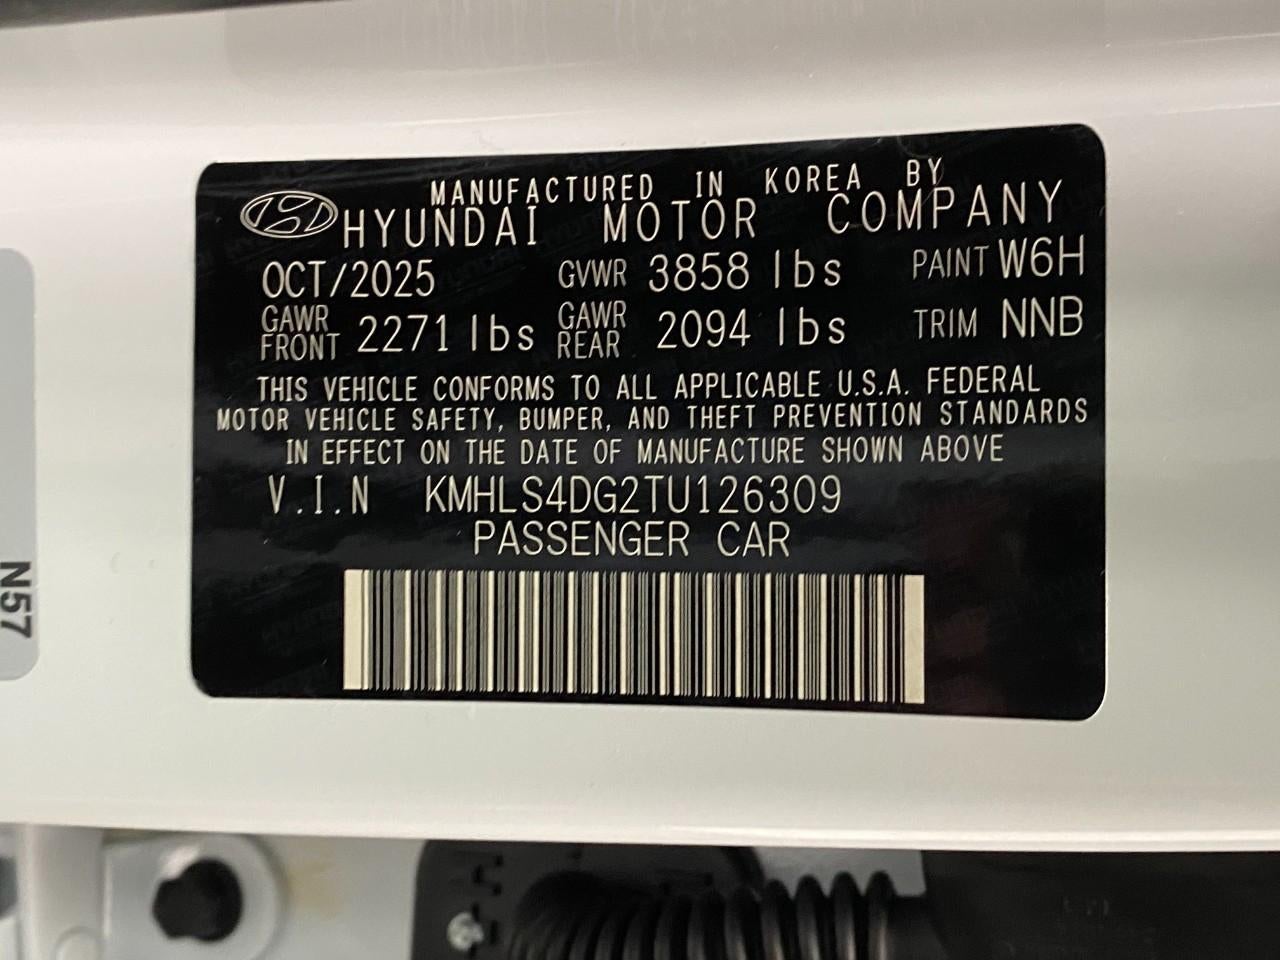 MANUFACTURED IN KOREA BY
HYUNDAI MOTOR COMPANY
OCT/2025 GVWR 3858 lbs PAINT W6H
GAWR FRONT 2271 lbs GAWR REAR 2094 lbs TRIM NNB
THIS VEHICLE CONFORMS TO ALL APPLICABLE U.S.A. FEDERAL
MOTOR VEHICLE SAFETY, BUMPER, AND THEFT PREVENTION STANDARDS
IN EFFECT ON THE DATE OF MANUFACTURE SHOWN ABOVE
V.I.N KMHLS4DG2TU126309
PASSENGER CAR
N57